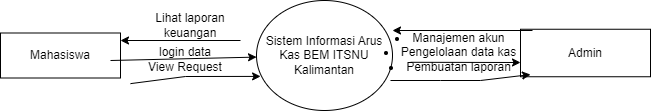 Lihat laporan
keuangan
Mahasiswa
login data
View Request
Sistem Informasi Arus
Kas BEM ITSNU
Kalimantan
Manajemen akun
Pengelolaan data kas
Pembuatan laporan
Admin